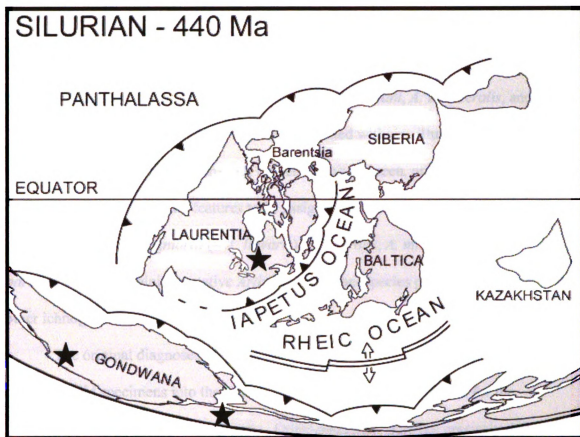 SILURIAN - 440 Ma
PANTHALASSA
SIBERIA
Barentsia
EQUATOR
LAURENTIA
IAPETUS OCEAN
BALTICA
KAZAKHSTAN
RHEIC OCEAN
GONDWANA